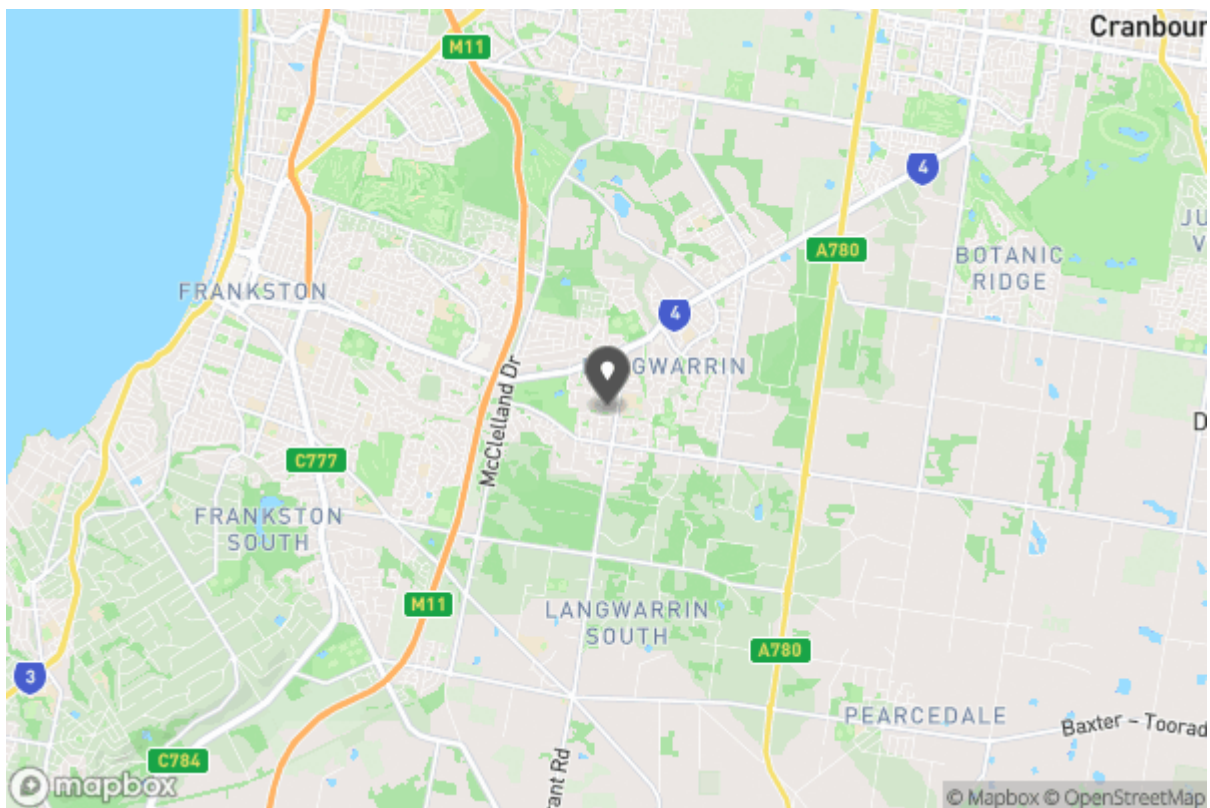 Cranbour
M11
4
A780
BOTANIC
RIDGE
JU
V
FRANKSTON
4
GWARRIN
McClelland Dr
D
C777
FRANKSTON
SOUTH
M11
LANGWARRIN
SOUTH
A780
3
PEARCEDALE
Baxter – Toorad
C784
mapbox
rant Rd
© Mapbox © OpenStreetMap